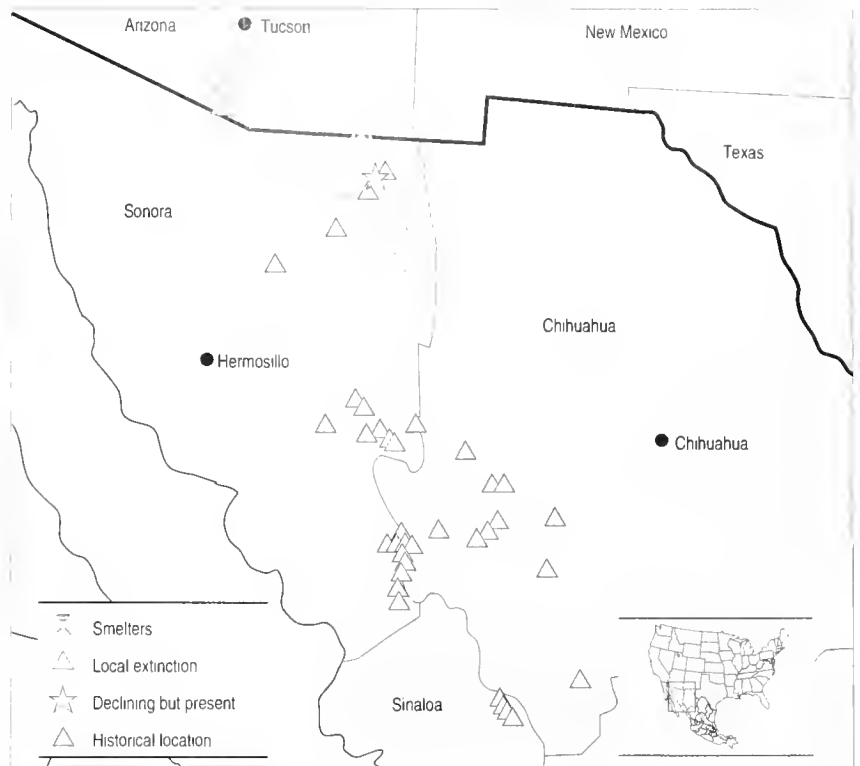 Arizona
Tucson
New Mexico
Texas
Sonora
Chihuahua
Hermosillo
Chihuahua
Smelters
Local extinction
Declining but present
Historical location
Sinaloa